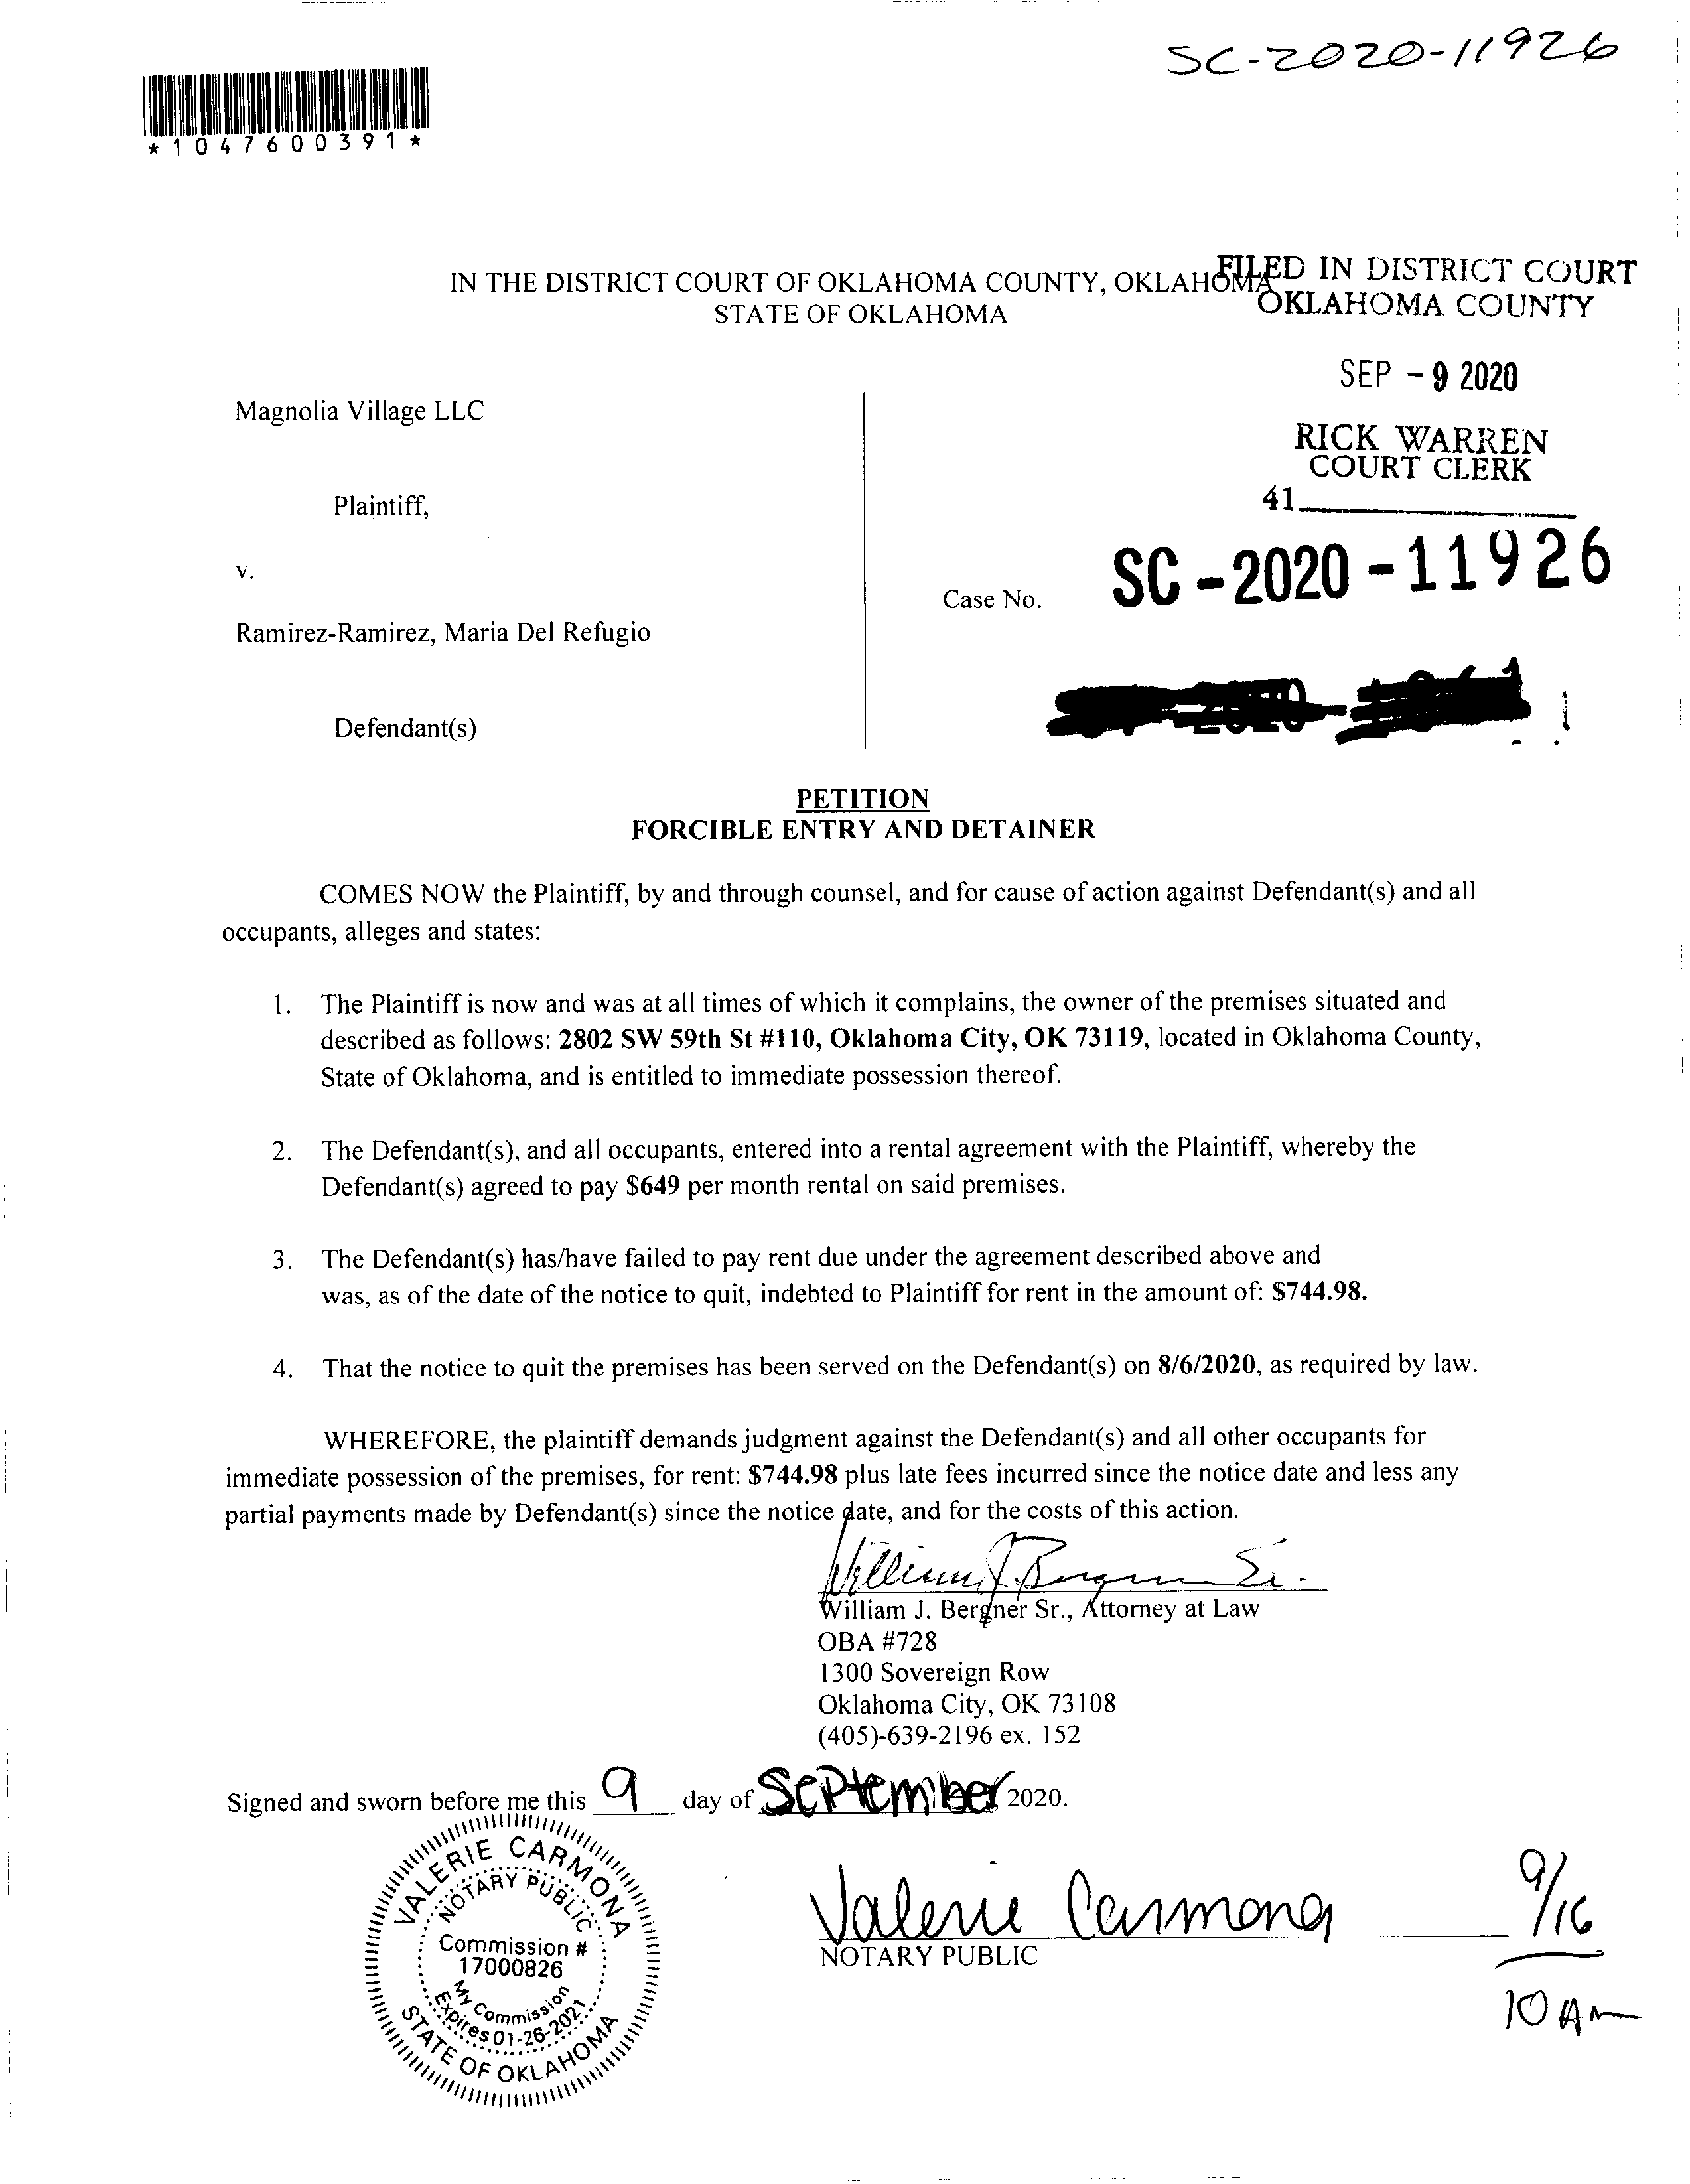 SC-2020-11926
*1047600391*
IN THE DISTRICT COURT OF OKLAHOMA COUNTY, OKLAHOMA
STATE OF OKLAHOMA
FILED IN DISTRICT COURT
OKLAHOMA COUNTY
SEP - 9 2020
RICK WARREN
COURT CLERK
41
Magnolia Village LLC
Plaintiff,
v.
Case No.
SC - 2020 - 11926
Ramirez-Ramirez, Maria Del Refugio
Defendant(s)
PETITION
FORCIBLE ENTRY AND DETAINER
COMES NOW the Plaintiff, by and through counsel, and for cause of action against Defendant(s) and all
occupants, alleges and states:
1. The Plaintiff is now and was at all times of which it complains, the owner of the premises situated and
described as follows: 2802 SW 59th St #110, Oklahoma City, OK 73119, located in Oklahoma County,
State of Oklahoma, and is entitled to immediate possession thereof.
2. The Defendant(s), and all occupants, entered into a rental agreement with the Plaintiff, whereby the
Defendant(s) agreed to pay $649 per month rental on said premises.
3. The Defendant(s) has/have failed to pay rent due under the agreement described above and
was, as of the date of the notice to quit, indebted to Plaintiff for rent in the amount of: $744.98.
4. That the notice to quit the premises has been served on the Defendant(s) on 8/6/2020, as required by law.
WHEREFORE, the plaintiff demands judgment against the Defendant(s) and all other occupants for
immediate possession of the premises, for rent: $744.98 plus late fees incurred since the notice date and less any
partial payments made by Defendant(s) since the notice date, and for the costs of this action.
William J. Bergner Sr.
William J. Bergner Sr., Attorney at Law
OBA #728
1300 Sovereign Row
Oklahoma City, OK 73108
(405)-639-2196 ex. 152
Signed and sworn before me this 9 day of September 2020.
VALERIE CARMONA
NOTARY PUBLIC
Commission #
17000826
My Commission
Expires 01-26-2021
STATE OF OKLAHOMA
Valerie Carmona
NOTARY PUBLIC
9/16
10 AM